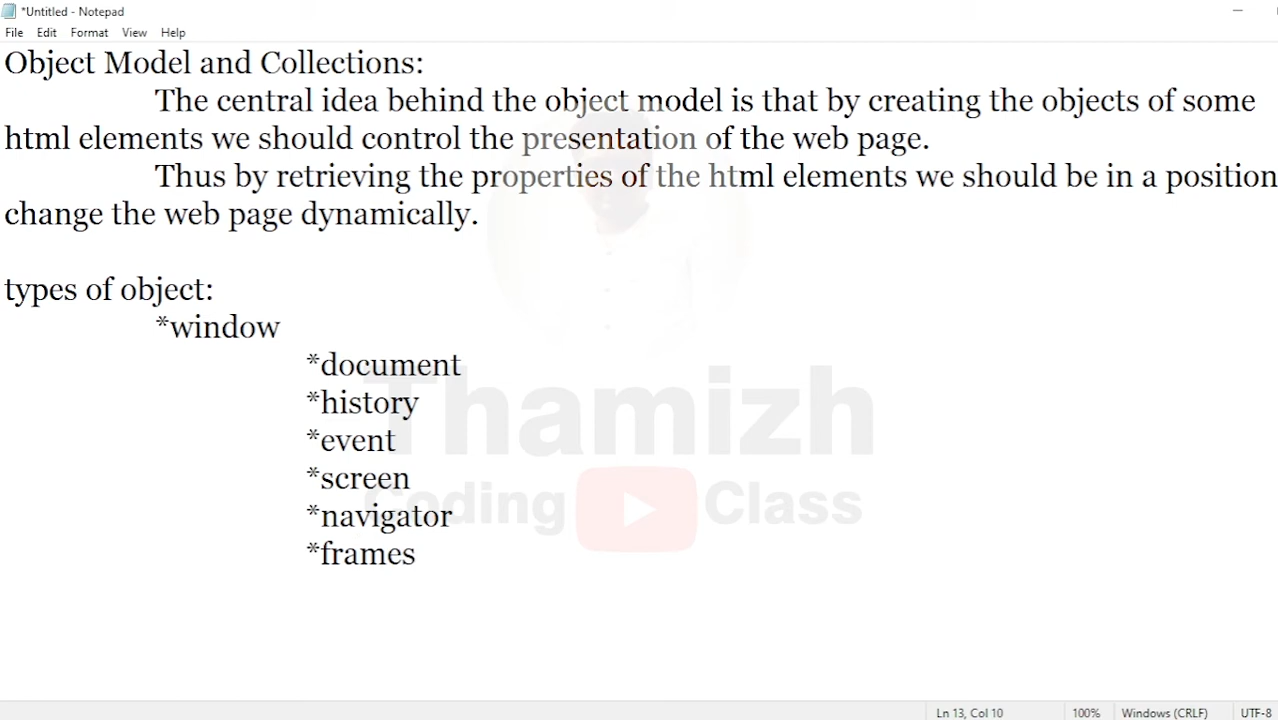 *Untitled - Notepad
File Edit Format View Help
Object Model and Collections:
The central idea behind the object model is that by creating the objects of some
html elements we should control the presentation of the web page.
Thus by retrieving the properties of the html elements we should be in a position
change the web page dynamically.
types of object:
*window
*document
*history
*event
*screen
*navigator
*frames
Thamizh
Coding Class
Ln 13, Col 10 100% Windows (CRLF) UTF-8